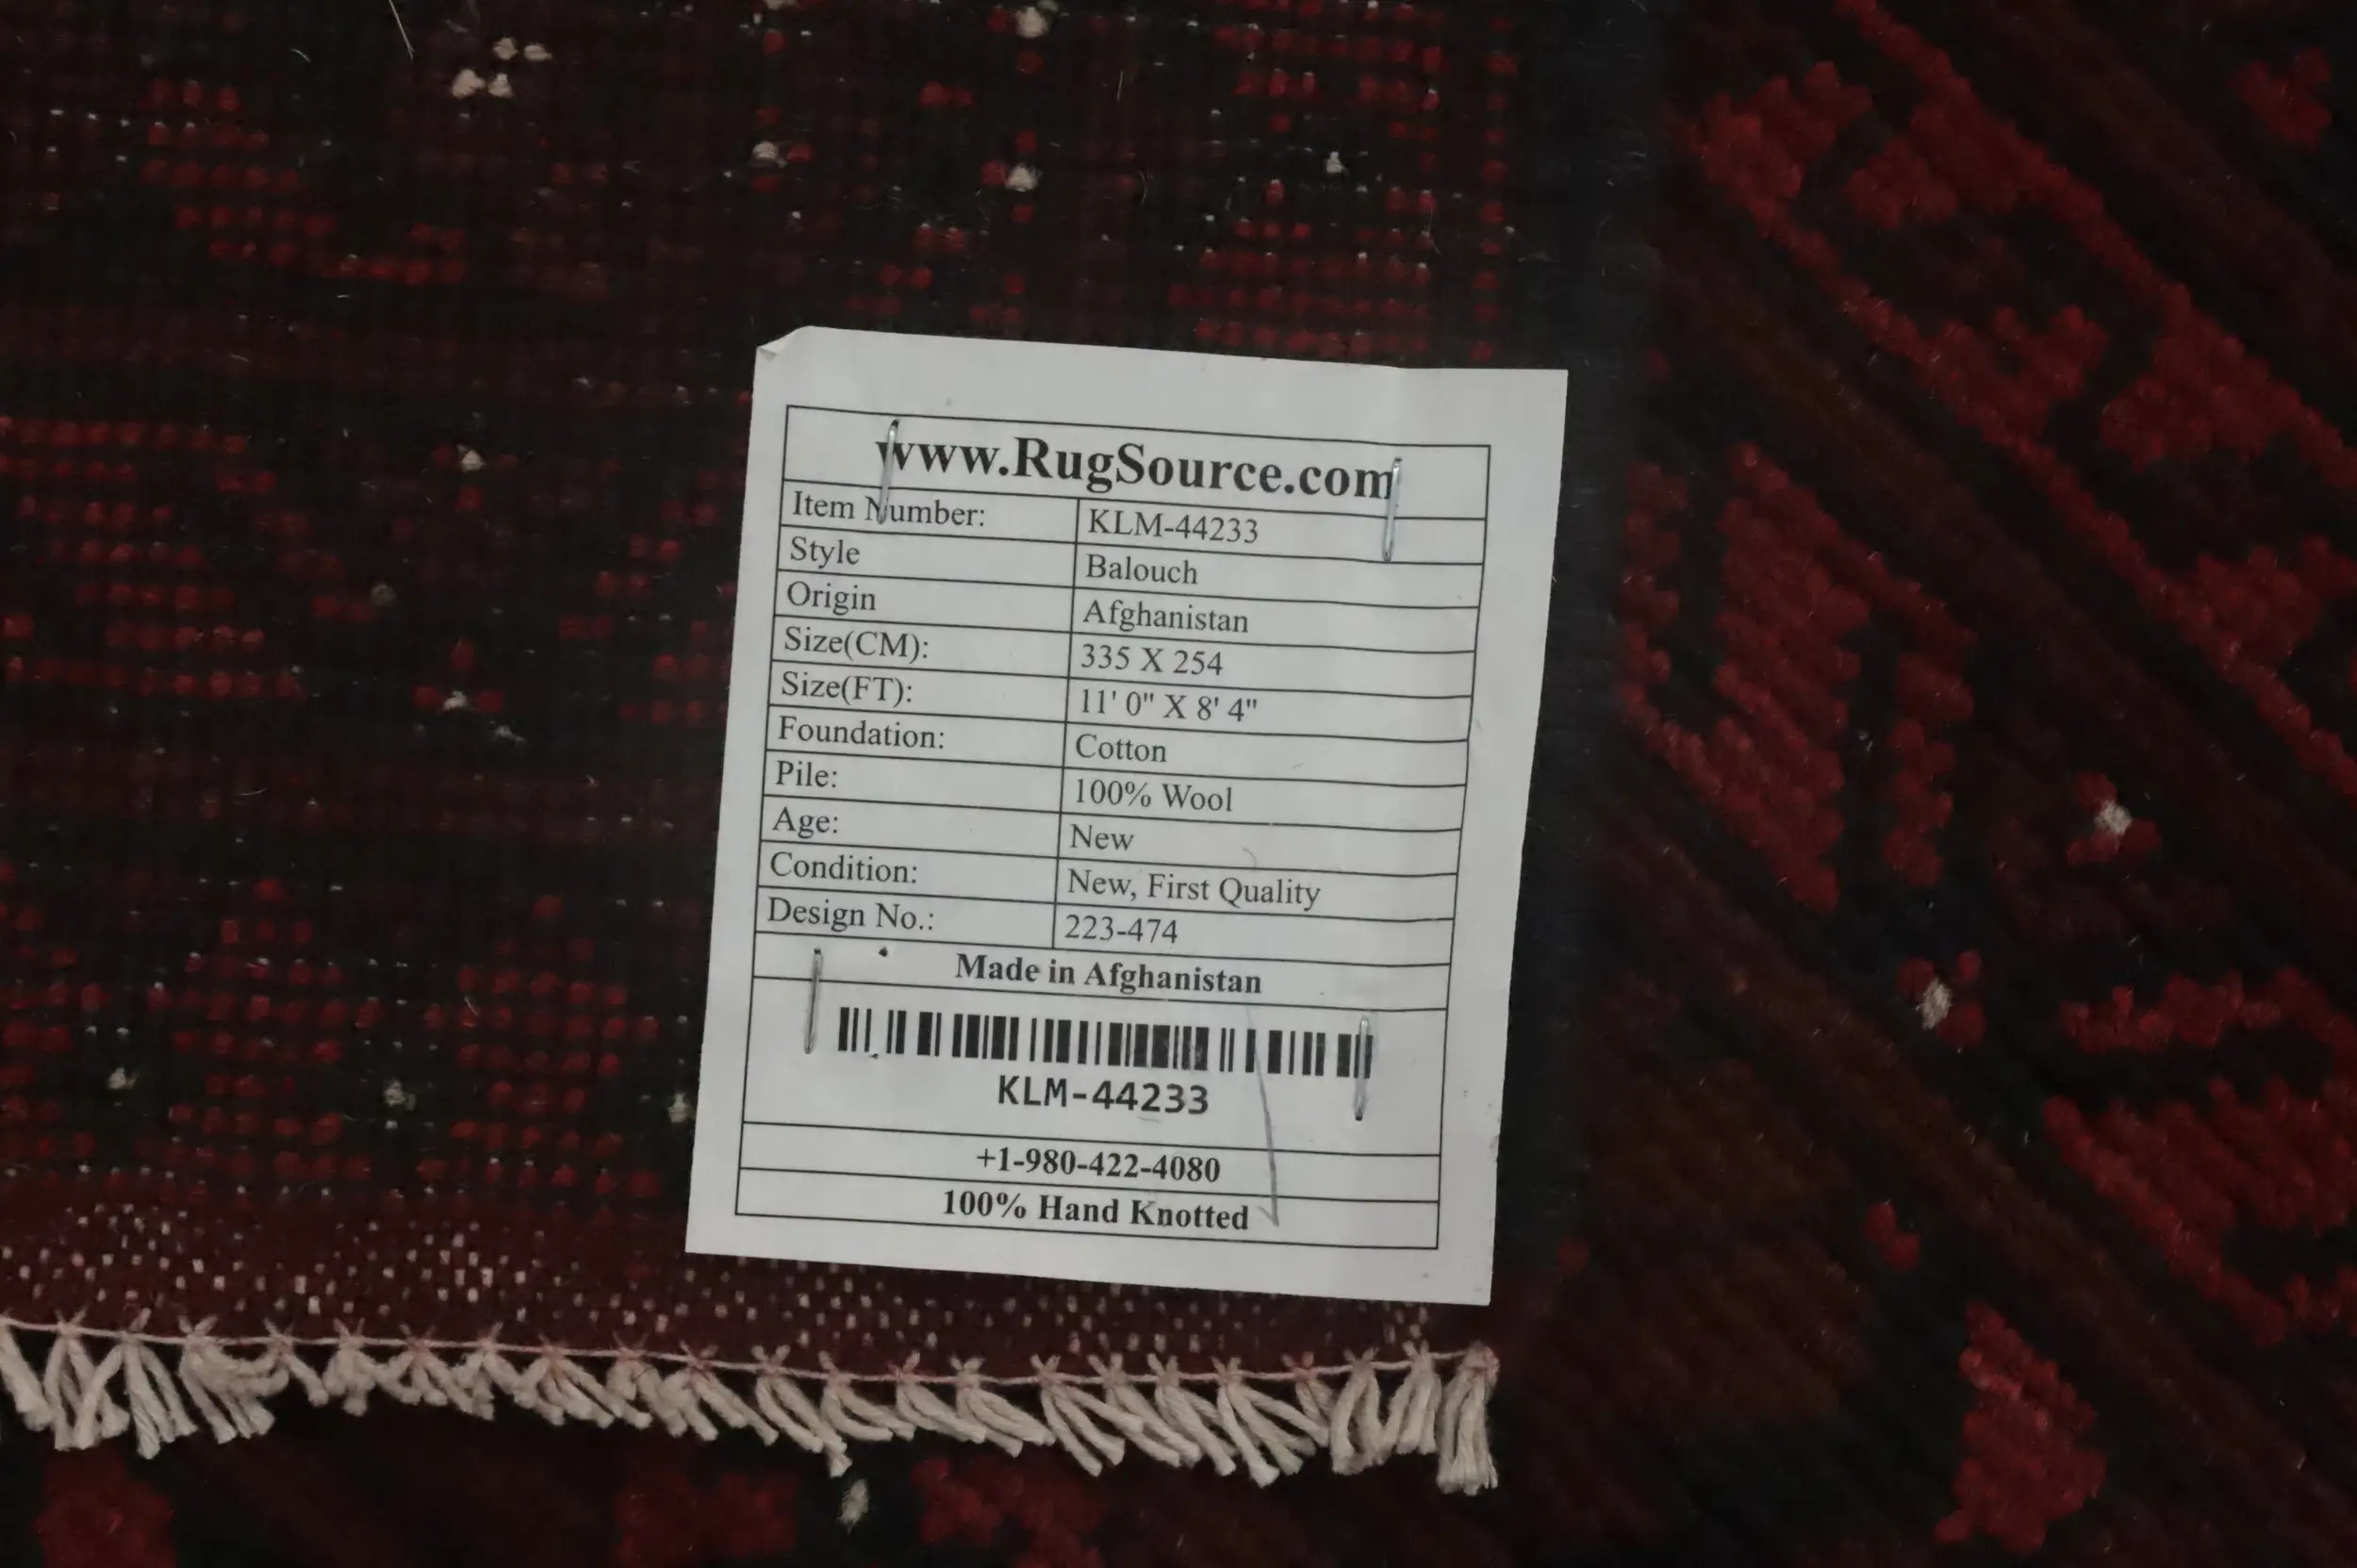 www.RugSource.com
Item Number: KLM-44233
Style Balouch
Origin Afghanistan
Size(CM): 335 X 254
Size(FT): 11' 0" X 8' 4"
Foundation: Cotton
Pile: 100% Wool
Age: New
Condition: New, First Quality
Design No.: 223-474
Made in Afghanistan
KLM-44233
+1-980-422-4080
100% Hand Knotted